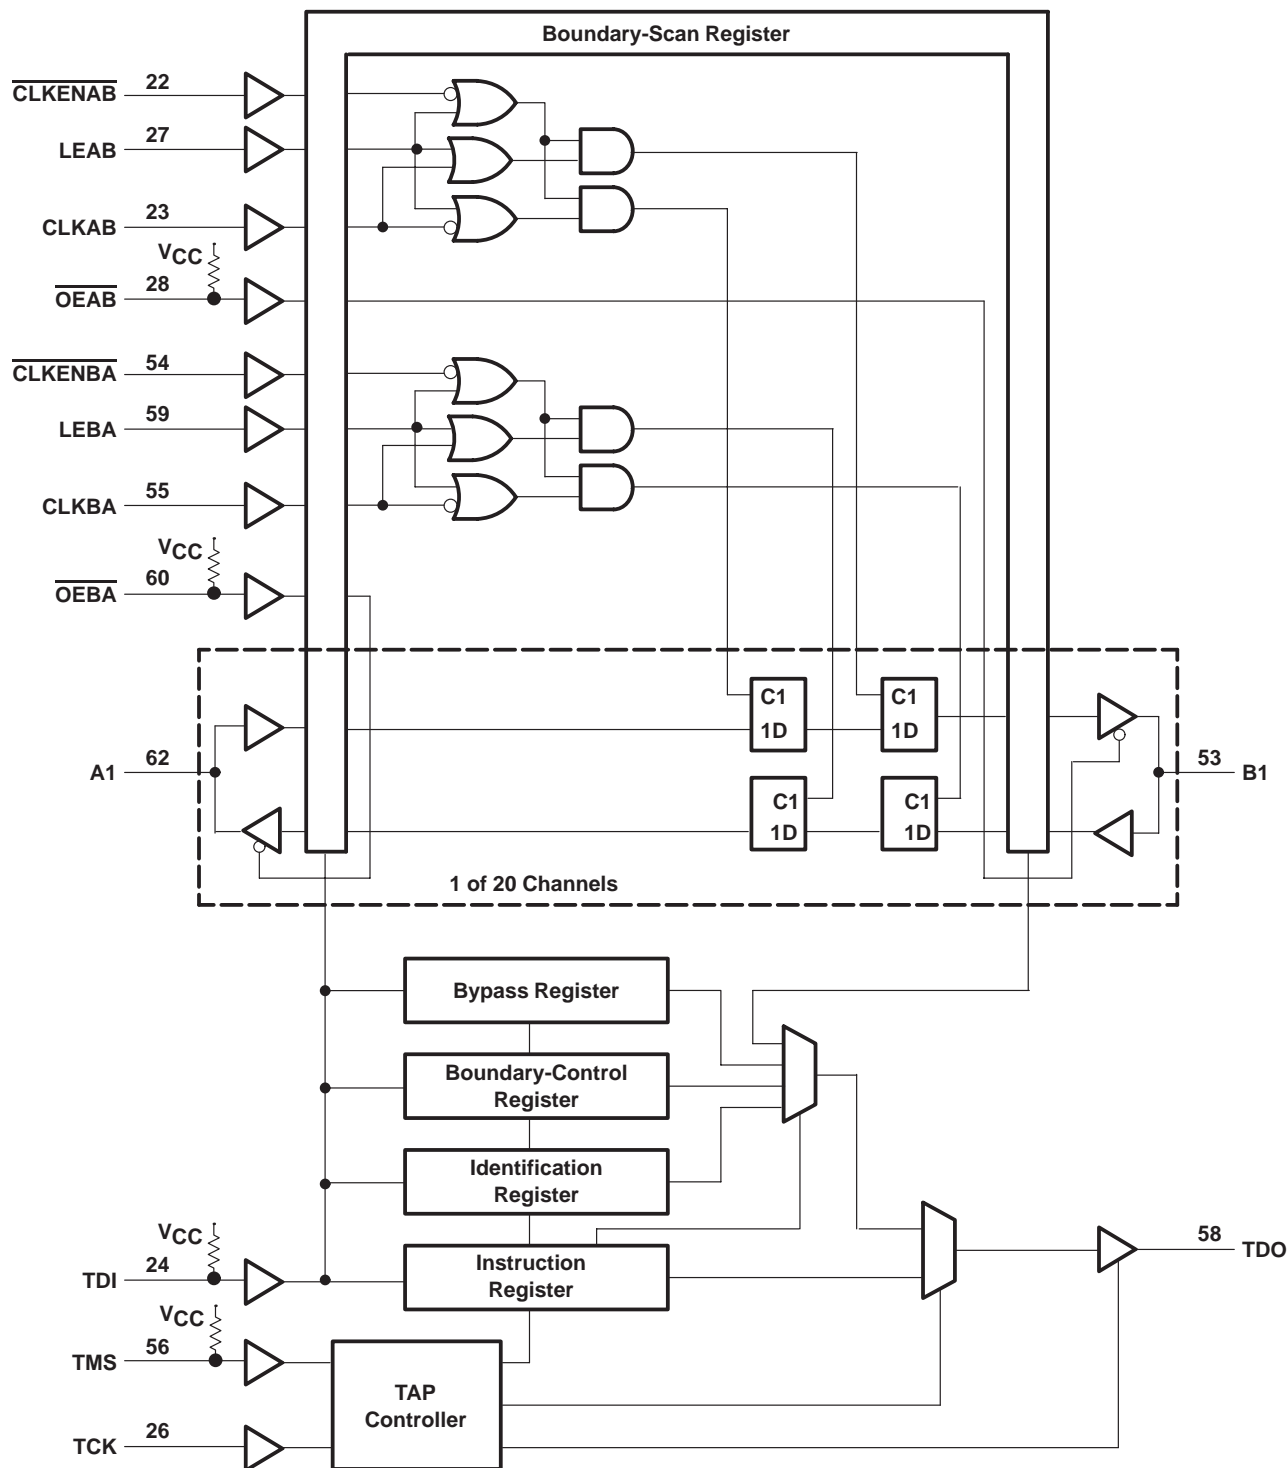 Boundary-Scan Register
CLKENAB 22
LEAB 27
CLKAB 23
VCC
OEAB 28
CLKENBA 54
LEBA 59
CLKBA 55
VCC
OEBA 60
C1
1D
C1
1D
A1 62
53 B1
C1
1D
C1
1D
1 of 20 Channels
Bypass Register
Boundary-Control
Register
Identification
Register
VCC
TDI 24
Instruction
Register
58 TDO
VCC
TMS 56
TAP
Controller
TCK 26